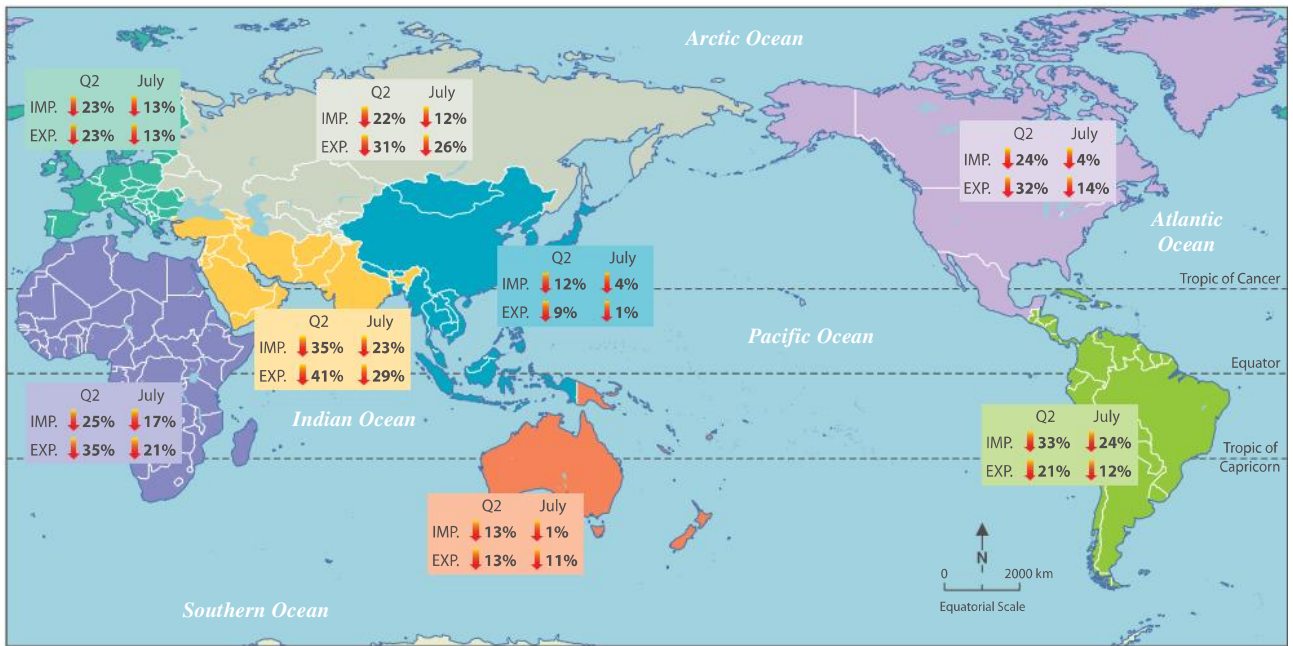 Arctic Ocean
Q2 July
IMP. 23% 13%
EXP. 23% 13%
Q2 July
IMP. 22% 12%
EXP. 31% 26%
Q2 July
IMP. 24% 4%
EXP. 32% 14%
Atlantic
Ocean
Q2 July
IMP. 12% 4%
EXP. 9% 1%
Tropic of Cancer
Q2 July
IMP. 35% 23%
EXP. 41% 29%
Pacific Ocean
Equator
Q2 July
IMP. 25% 17%
EXP. 35% 21%
Indian Ocean
Q2 July
IMP. 33% 24%
EXP. 21% 12%
Tropic of
Capricorn
Q2 July
IMP. 13% 1%
EXP. 13% 11%
N
0 2000 km
Equatorial Scale
Southern Ocean